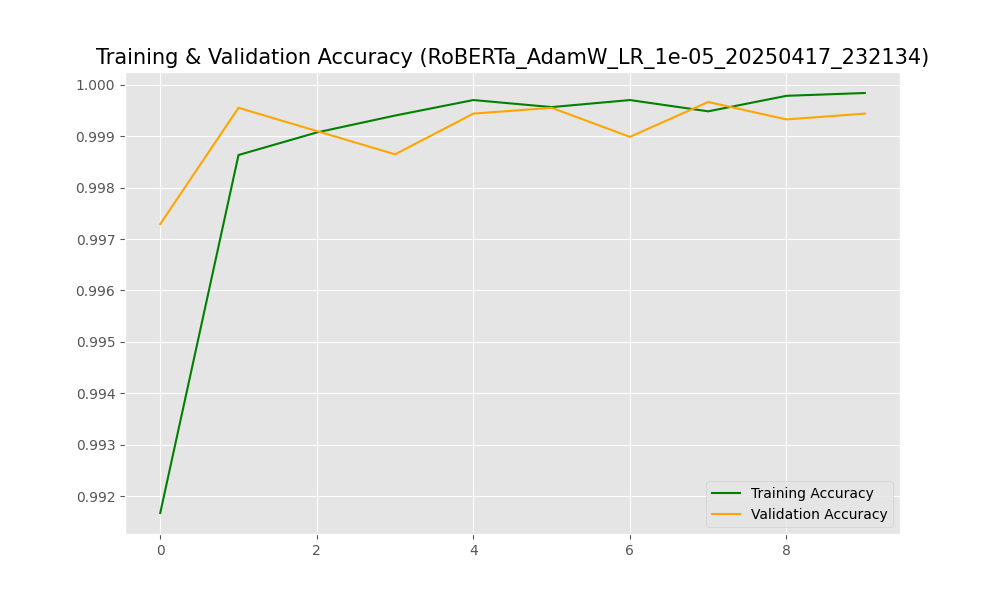 Training & Validation Accuracy (RoBERTa_AdamW_LR_1e-05_20250417_232134)
1.000
0.999
0.998
0.997
0.996
0.995
0.994
0.993
0.992
0 2 4 6 8
Training Accuracy
Validation Accuracy